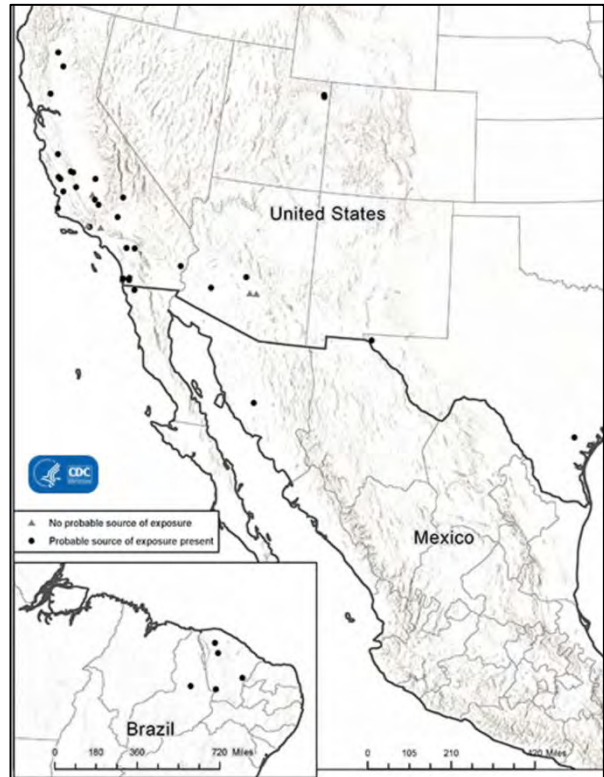 United States
CDC
No probable source of exposure
Probable source of exposure present
Mexico
Brazil
0 180 360 720 Miles
0 105 210 420 Miles